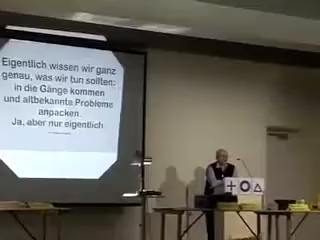 Eigentlich wissen wir ganz
genau, was wir tun sollten:
in die Gänge kommen
und altbekannte Probleme
anpacken.
Ja, aber nur eigentlich.